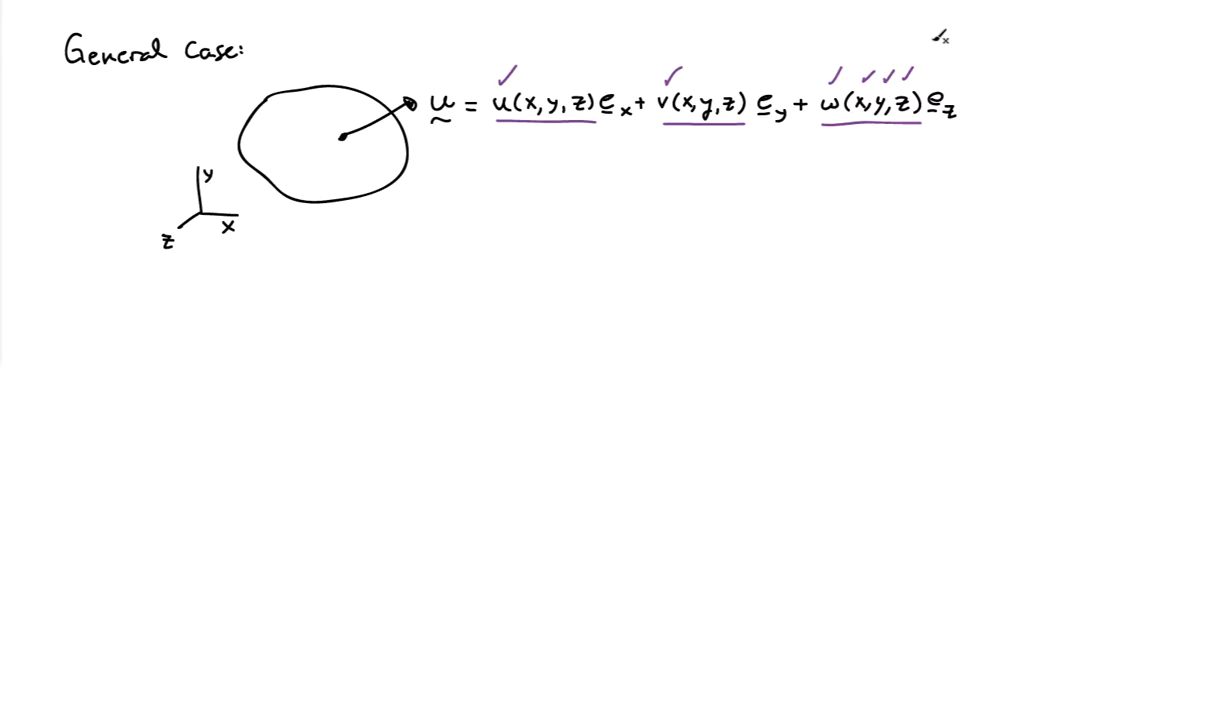 General Case:
u = u(x,y,z) e_x + v(x,y,z) e_y + w(x,y,z) e_z
y
x
z